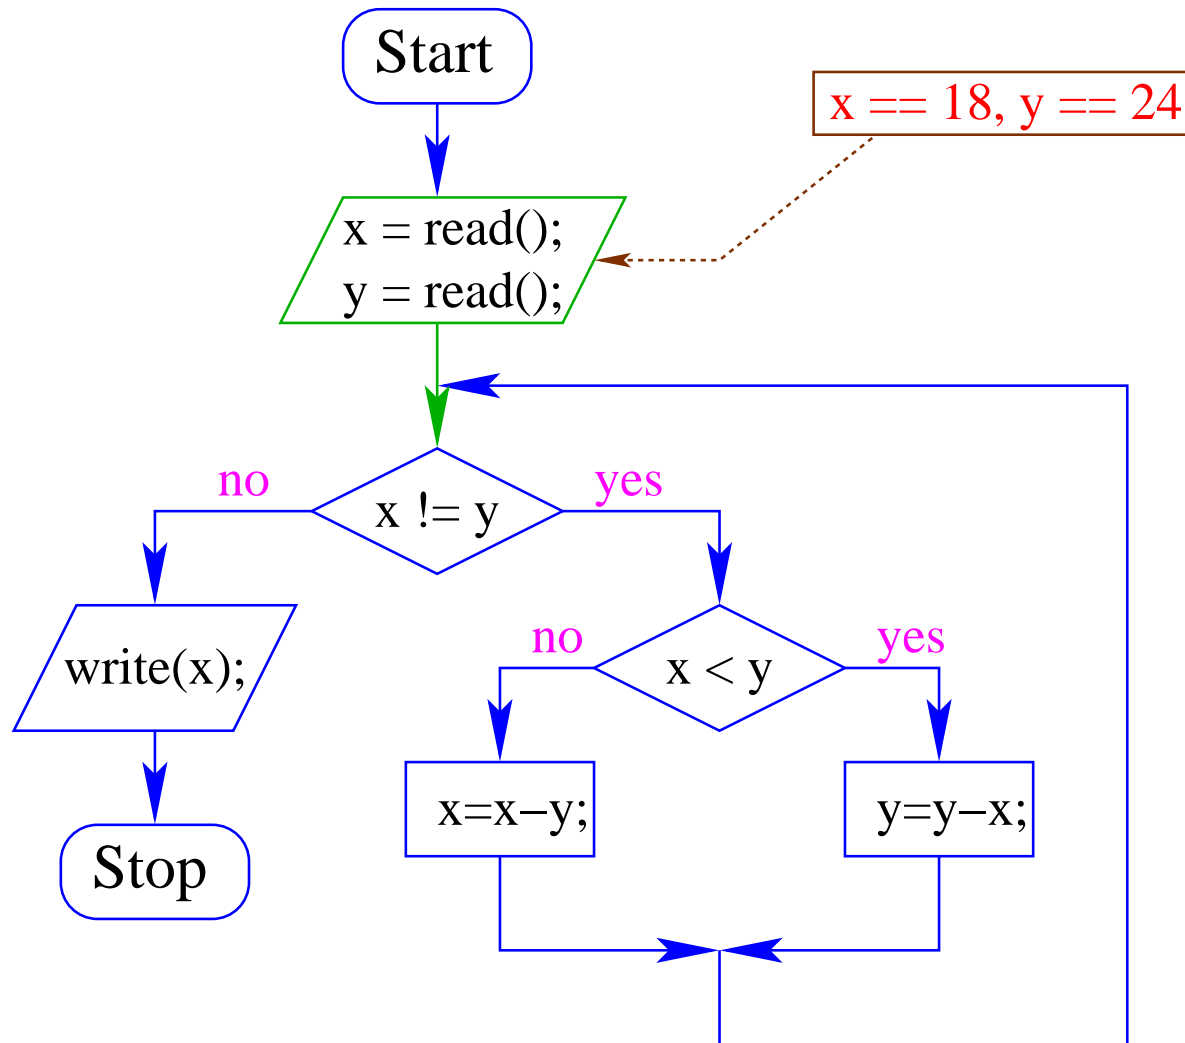 Start
x == 18, y == 24
x = read();
y = read();
no
yes
x != y
write(x);
no
yes
x < y
x=x−y;
y=y−x;
Stop